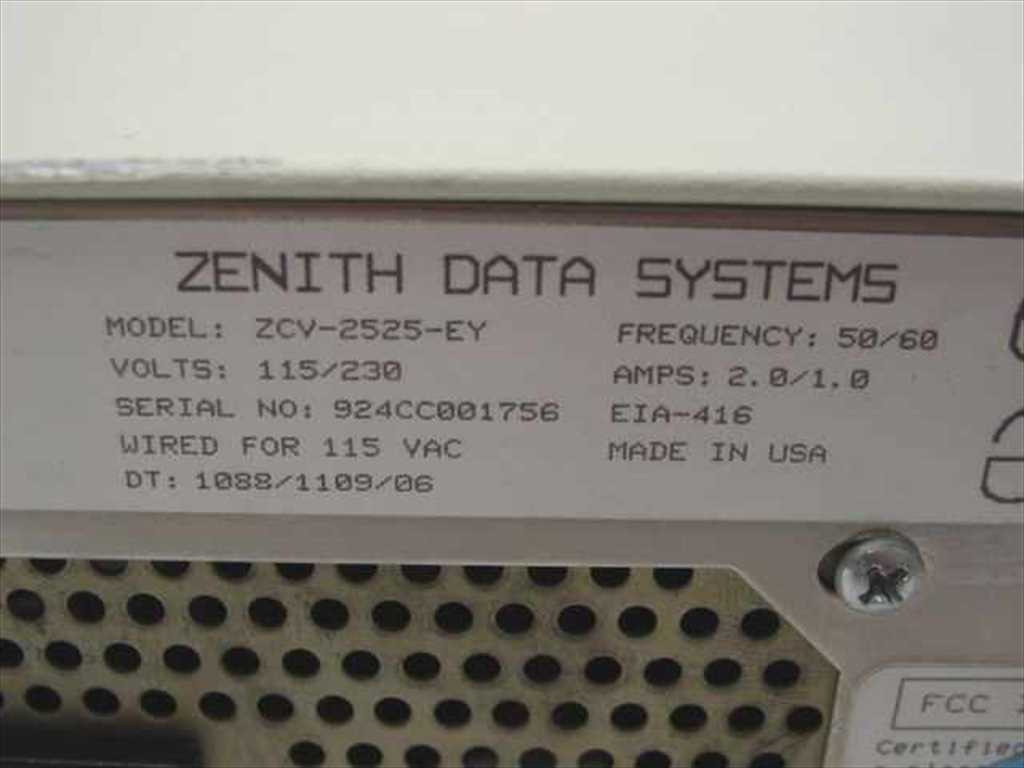 ZENITH DATA SYSTEMS
MODEL: ZCV-2525-EY FREQUENCY: 50/60
VOLTS: 115/230 AMPS: 2.0/1.0
SERIAL NO: 924CC001756 EIA-416
WIRED FOR 115 VAC MADE IN USA
DT: 1088/1109/06
FCC
Certified